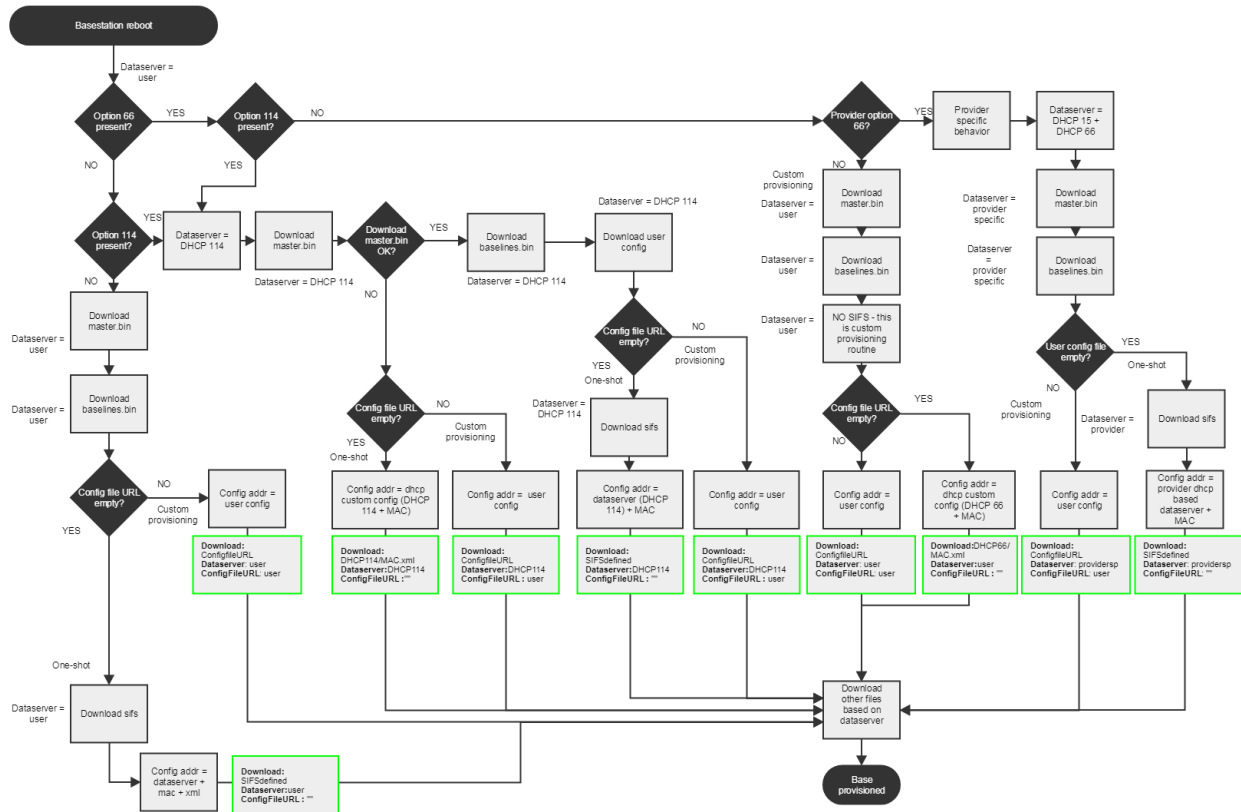 Basestation reboot
Dataserver =
user
Option 66
present?
YES
Option 114
present?
NO
Provider option
66?
YES
Provider
specific
behavior
Dataserver =
DHCP 15 +
DHCP 66
NO
YES
NO
Custom
provisioning
Dataserver =
user
Download
master.bin
Dataserver =
provider
specific
Download
master.bin
Option 114
present?
YES
Dataserver =
DHCP 114
Download
master.bin
Dataserver = DHCP 114
Download
master.bin
OK?
YES
Download
baselines.bin
Dataserver = DHCP 114
Dataserver = DHCP 114
Download user
config
Dataserver =
user
Download
baselines.bin
Dataserver
=
provider
specific
Download
baselines.bin
NO
NO
Download
master.bin
Dataserver =
user
Dataserver =
user
NO SIFS - this
is custom
provisioning
routine
Config file URL
empty?
NO
Custom
provisioning
YES
One-shot
User config file
empty?
YES
One-shot
NO
Custom
provisioning
Dataserver =
user
Download
baselines.bin
Config file URL
empty?
NO
Custom
provisioning
YES
One-shot
Dataserver =
DHCP 114
Download sifs
Config file URL
empty?
YES
NO
Dataserver =
provider
Download sifs
Config file URL
empty?
NO
Custom
provisioning
YES
Config addr =
user config
Config addr = dhcp
custom config (DHCP
114 + MAC)
Config addr =  user
config
Config addr =
dataserver (DHCP
114) + MAC
Config addr = user
config
Config addr =
user config
Config addr =
dhcp custom
config (DHCP 66
+ MAC)
Config addr =
user config
Config addr =
provider dhcp
based
dataserver +
MAC
Download:
ConfigfileURL
Dataserver: user
ConfigFileURL: user
Download:
DHCP114/MAC.xml
Dataserver:DHCP114
ConfigFileURL : ""
Download:
ConfigfileURL
Dataserver:DHCP114
ConfigFileURL : user
Download:
SIFSdefined
Dataserver:DHCP114
ConfigFileURL : ""
Download:
ConfigfileURL
Dataserver:DHCP114
ConfigFileURL : user
Download:
ConfigfileURL
Dataserver: user
ConfigFileURL: user
Download:DHCP66/
MAC.xml
Dataserver:user
ConfigFileURL : ""
Download:
ConfigfileURL
Dataserver: providersp
ConfigFileURL: user
Download:
SIFSdefined
Dataserver: providersp
ConfigFileURL: ""
One-shot
Dataserver =
user
Download sifs
Download
other files
based on
dataserver
Config addr =
dataserver +
mac + xml
Download:
SIFSdefined
Dataserver:user
ConfigFileURL : ""
Base
provisioned